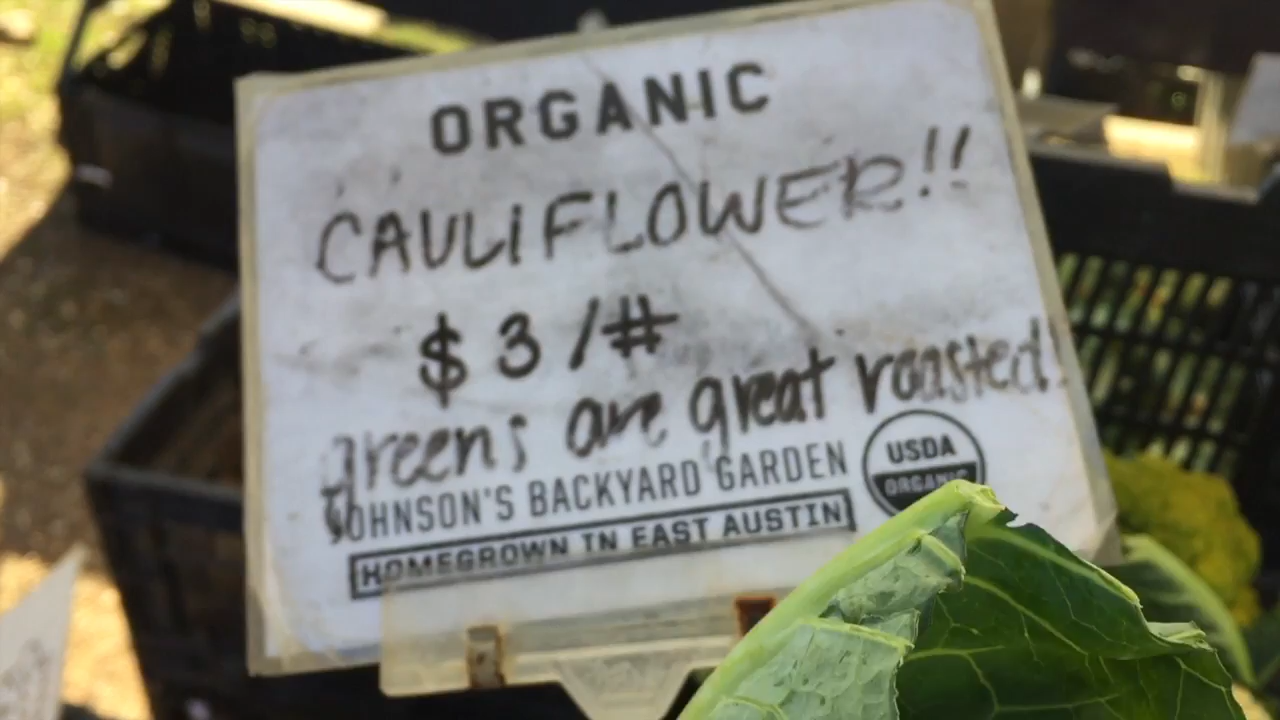 ORGANIC
CAULIFLOWER!!
$3/#
greens are great roasted!
JOHNSON'S BACKYARD GARDEN
USDA
ORGANIC
HOMEGROWN IN EAST AUSTIN